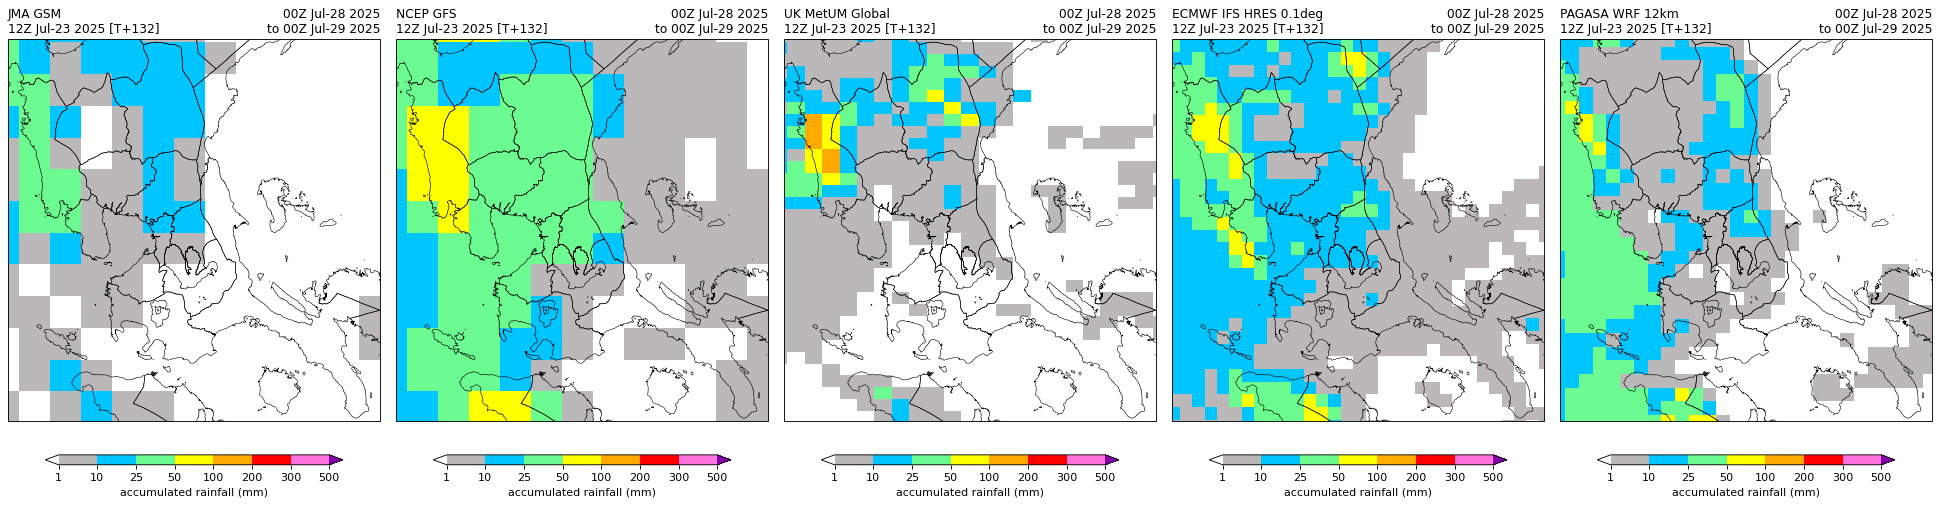 JMA GSM 00Z Jul-28 2025
12Z Jul-23 2025 [T+132] to 00Z Jul-29 2025
1 10 25 50 100 200 300 500
accumulated rainfall (mm)
NCEP GFS 00Z Jul-28 2025
12Z Jul-23 2025 [T+132] to 00Z Jul-29 2025
1 10 25 50 100 200 300 500
accumulated rainfall (mm)
UK MetUM Global 00Z Jul-28 2025
12Z Jul-23 2025 [T+132] to 00Z Jul-29 2025
1 10 25 50 100 200 300 500
accumulated rainfall (mm)
ECMWF IFS HRES 0.1deg 00Z Jul-28 2025
12Z Jul-23 2025 [T+132] to 00Z Jul-29 2025
1 10 25 50 100 200 300 500
accumulated rainfall (mm)
PAGASA WRF 12km 00Z Jul-28 2025
12Z Jul-23 2025 [T+132] to 00Z Jul-29 2025
1 10 25 50 100 200 300 500
accumulated rainfall (mm)